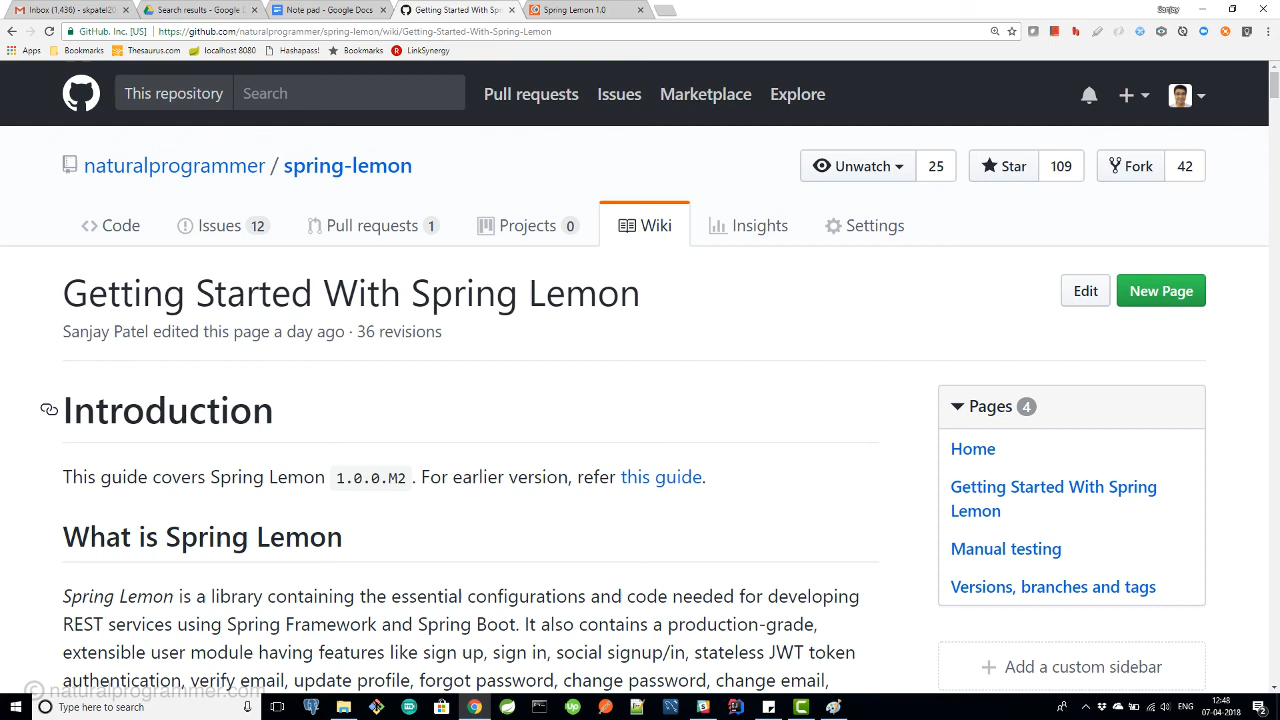 Inbox (1,436) - skpatel20
Search results - Google
Note pad - Google Docs
Getting Started With Spr
Spring Lemon 1.0
Sanjay
GitHub, Inc. [US] https://github.com/naturalprogrammer/spring-lemon/wiki/Getting-Started-With-Spring-Lemon
Apps Bookmarks Thesaurus.com localhost 8080 Hashapass! Bookmarks LinkSynergy
This repository Search Pull requests Issues Marketplace Explore
naturalprogrammer / spring-lemon Unwatch 25 Star 109 Fork 42
Code Issues 12 Pull requests 1 Projects 0 Wiki Insights Settings
Getting Started With Spring Lemon Edit New Page
Sanjay Patel edited this page a day ago · 36 revisions
Introduction
This guide covers Spring Lemon 1.0.0.M2. For earlier version, refer this guide.
What is Spring Lemon
Spring Lemon is a library containing the essential configurations and code needed for developing
REST services using Spring Framework and Spring Boot. It also contains a production-grade,
extensible user module having features like sign up, sign in, social signup/in, stateless JWT token
authentication, verify email, update profile, forgot password, change password, change email,
Pages 4
Home
Getting Started With Spring
Lemon
Manual testing
Versions, branches and tags
Add a custom sidebar
© naturalprogrammer.com
Type here to search
ENG
12:48
07-04-2018
2